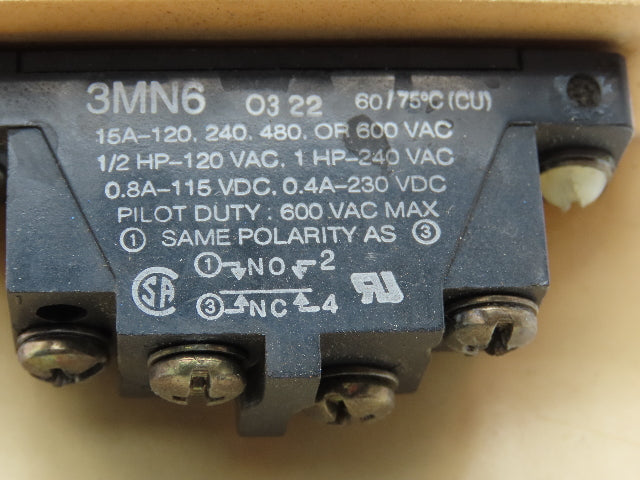 3MN6 03 22 60/75°C (CU)
15A-120, 240, 480, OR 600 VAC
1/2 HP-120 VAC, 1 HP-240 VAC
0.8A-115 VDC, 0.4A-230 VDC
PILOT DUTY : 600 VAC MAX
① SAME POLARITY AS ③
① NO 2
③ NC 4
SA